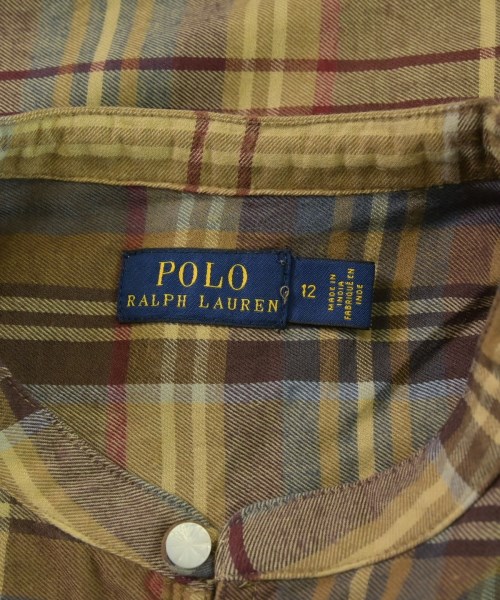 POLO
RALPH LAUREN
12
MADE IN
INDIA
FABRIQUÉ EN
INDE